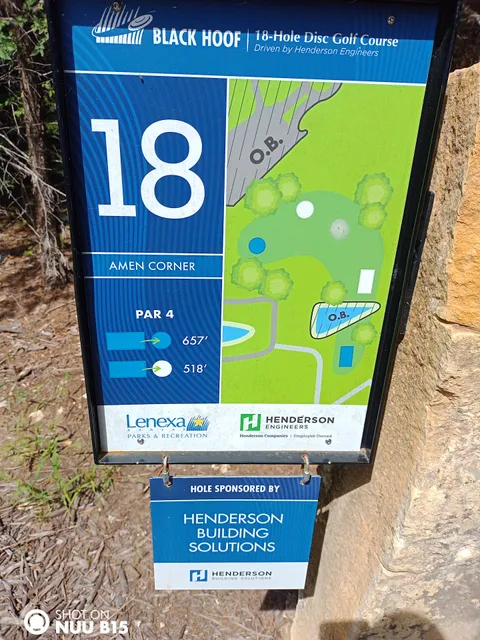 BLACK HOOF
18-Hole Disc Golf Course
Driven by Henderson Engineers
18
O.B.
AMEN CORNER
PAR 4
657'
518'
O.B.
Lenexa
PARKS & RECREATION
HENDERSON
ENGINEERS
Henderson Companies | Employee-Owned
HOLE SPONSORED BY
HENDERSON
BUILDING
SOLUTIONS
HENDERSON
BUILDING SOLUTIONS
SHOT ON
NUU B15